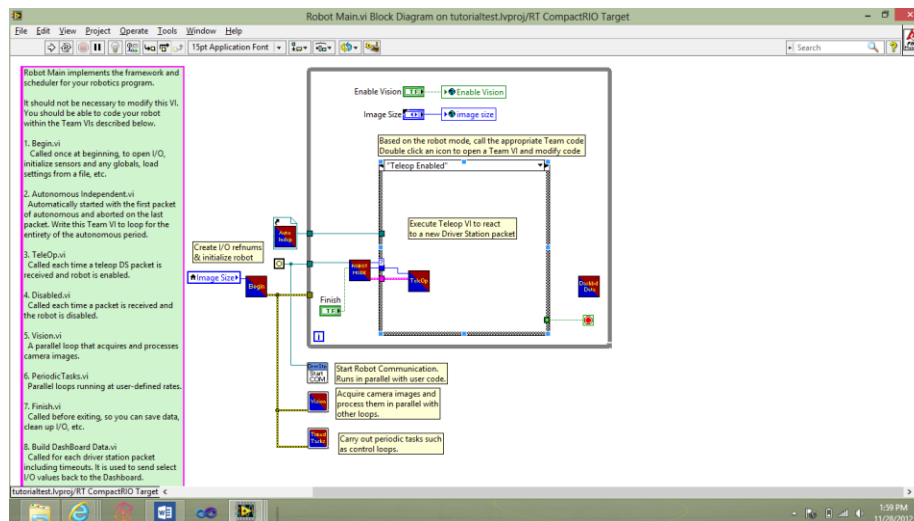 Robot Main.vi Block Diagram on tutorialtest.lvproj/RT CompactRIO Target
File Edit View Project Operate Tools Window Help
15pt Application Font
Search
Robot Main implements the framework and
scheduler for your robotics program.
It should not be necessary to modify this VI.
You should be able to code your robot
within the Team VIs described below.
1. Begin.vi
Called once at beginning, to open I/O,
initialize sensors and any globals, load
settings from a file, etc.
2. Autonomous Independent.vi
Automatically started with the first packet
of autonomous and aborted on the last
packet. Write this Team VI to loop for the
entirety of the autonomous period.
3. TeleOp.vi
Called each time a teleop DS packet is
received and robot is enabled.
4. Disabled.vi
Called each time a packet is received and
the robot is disabled.
5. Vision.vi
A parallel loop that acquires and processes
camera images.
6. PeriodicTasks.vi
Parallel loops running at user-defined rates.
7. Finish.vi
Called before exiting, so you can save data,
clean up I/O, etc.
8. Build DashBoard Data.vi
Called for each driver station packet
including timeouts. It is used to send select
I/O values back to the Dashboard.
Enable Vision
TF
Enable Vision
Image Size
image size
Based on the robot mode, call the appropriate Team code
Double click an icon to open a Team VI and modify code
"Teleop Enabled"
Execute Teleop VI to react
to a new Driver Station packet
Auto
Indep
Create I/O refnums
& initialize robot
Image Size
Begin
ROBOT
MODE
TeleOp
Finish
TF
i
Start
COM
Start Robot Communication.
Runs in parallel with user code.
Vision
Acquire camera images and
process them in parallel with
other loops.
Timed
Tasks
Carry out periodic tasks such
as control loops.
tutorialtest.lvproj/RT CompactRIO Target
1:59 PM
11/28/2012